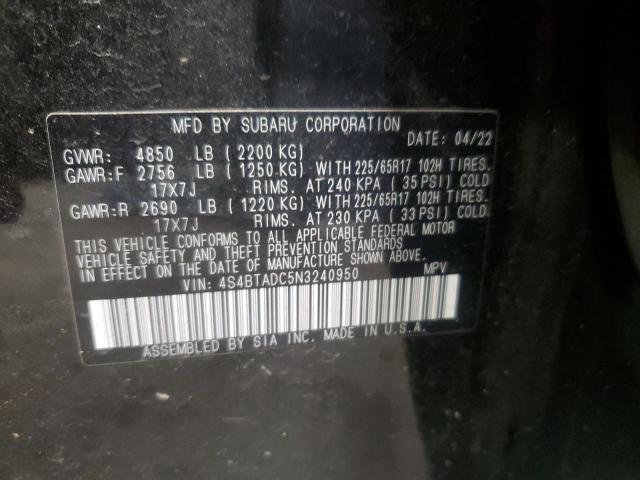 MFD BY SUBARU CORPORATION
DATE: 04/22
GVWR: 4850 LB ( 2200 KG)
GAWR:F 2756 LB ( 1250 KG) WITH 225/65R17 102H TIRES.
17X7J RIMS. AT 240 KPA ( 35 PSI) COLD
GAWR:R 2690 LB ( 1220 KG) WITH 225/65R17 102H TIRES.
17X7J RIMS. AT 230 KPA ( 33 PSI) COLD.
THIS VEHICLE CONFORMS TO ALL APPLICABLE FEDERAL MOTOR
VEHICLE SAFETY AND THEFT PREVENTION STANDARDS
IN EFFECT ON THE DATE OF MANUFACTURE SHOWN ABOVE.
VIN: 4S4BTADC5N3240950 MPV
ASSEMBLED BY SIA INC. MADE IN U.S.A.